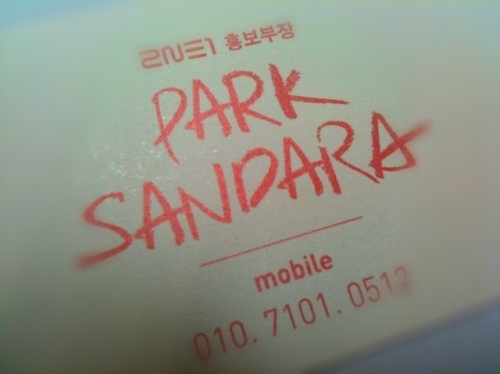 2NE1 홍보부장
PARK
SANDARA
mobile
010. 7101. 0512